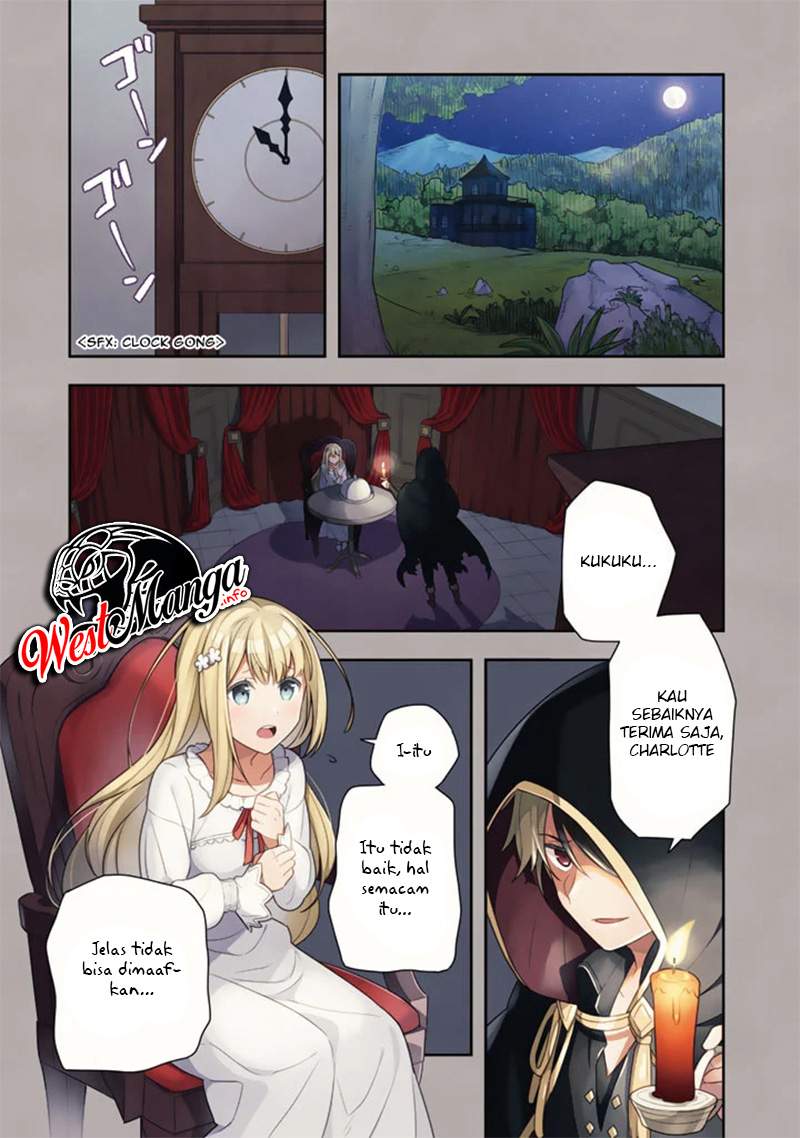 ゴーン
ゴーン
<SFX: CLOCK GONG>
KUKUKU...
KAU
SEBAIKNYA
TERIMA SAJA,
CHARLOTTE
I-itu
Itu tidak
baik, hal
semacam
itu...
Jelas tidak
bisa dimaaf-
kan...
WestManga
.info